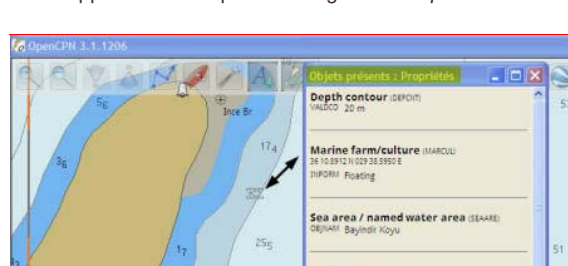 OpenCPN 3.1.1206
Objets présents : Propriétés
Depth contour (DEPCNT)
VALDCO 20 m
Marine farm/culture (MARCUL)
36 10.8912 N 029 38.5950 E
INFORM Floating
Sea area / named water area (SEAARE)
OBJNAM Bayindir Koyu
5₆
Ince Br
17₄
3₆
1₇
25₅
51